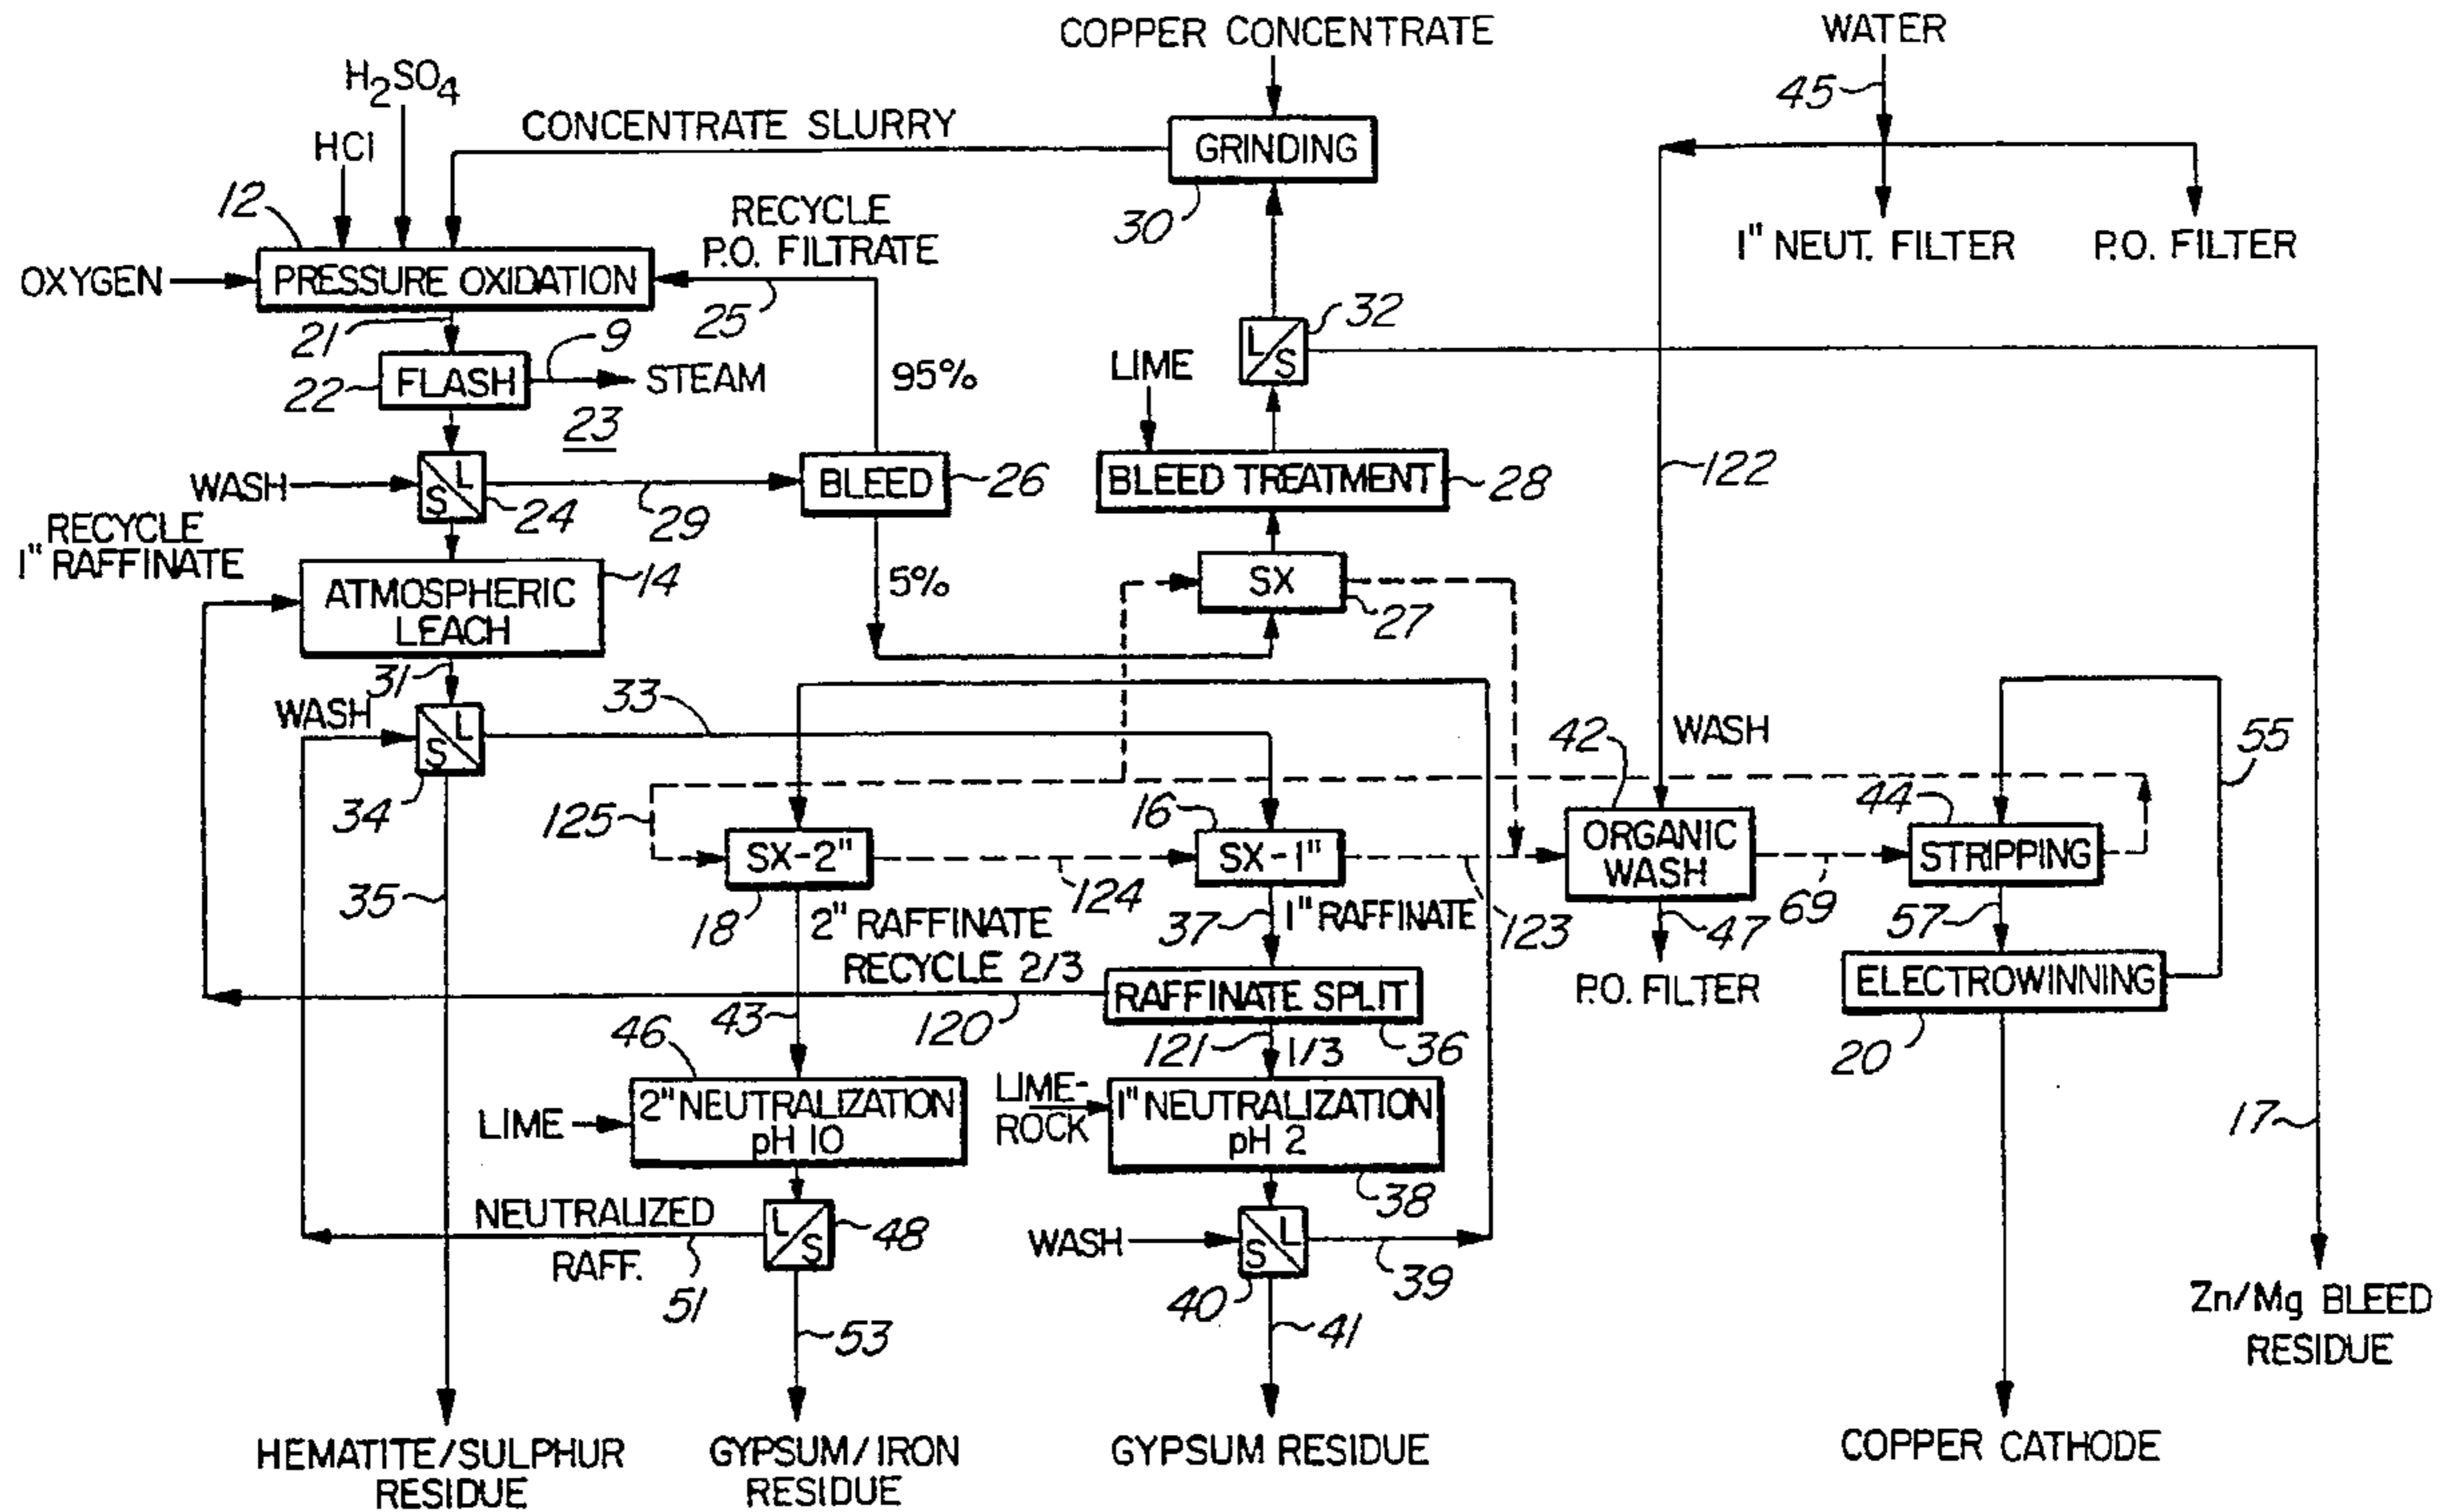 COPPER CONCENTRATE
WATER
H2SO4
45
HCl
CONCENTRATE SLURRY
GRINDING
12
RECYCLE
P.O. FILTRATE
30
1" NEUT. FILTER
P.O. FILTER
OXYGEN
PRESSURE OXIDATION
21
9
25
32
L/S
22
FLASH
STEAM
95%
LIME
23
WASH
S/L
24
29
BLEED
26
BLEED TREATMENT
28
122
RECYCLE
1" RAFFINATE
14
ATMOSPHERIC
LEACH
5%
SX
27
31
WASH
33
S/L
34
42
WASH
55
125
16
44
SX-2"
SX-1"
ORGANIC
WASH
STRIPPING
35
18
124
123
69
2" RAFFINATE
37
1" RAFFINATE
47
57
RECYCLE 2/3
RAFFINATE SPLIT
P.O. FILTER
ELECTROWINNING
43
120
121
1/3
36
20
46
LIME
2" NEUTRALIZATION
pH 10
LIME-
ROCK
1" NEUTRALIZATION
pH 2
17
38
NEUTRALIZED
RAFF.
L/S
48
WASH
S/L
51
40
39
53
41
Zn/Mg BLEED
RESIDUE
HEMATITE/SULPHUR
RESIDUE
GYPSUM/IRON
RESIDUE
GYPSUM RESIDUE
COPPER CATHODE